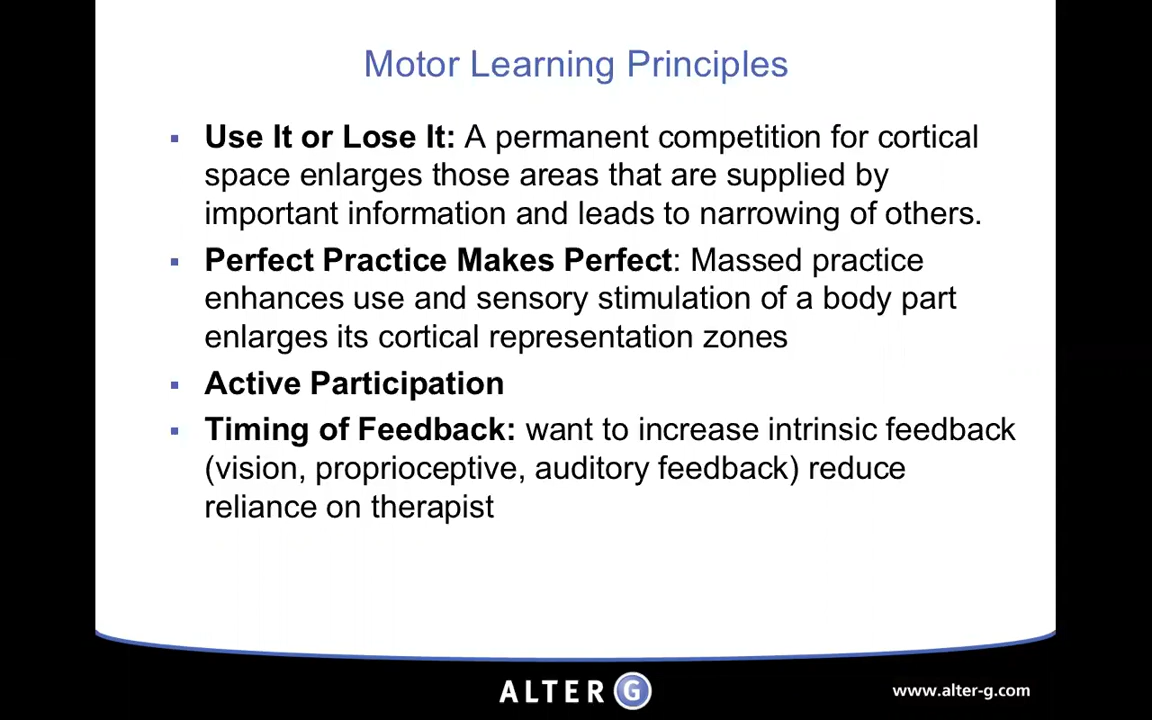 Motor Learning Principles
▪ Use It or Lose It: A permanent competition for cortical
space enlarges those areas that are supplied by
important information and leads to narrowing of others.
▪ Perfect Practice Makes Perfect: Massed practice
enhances use and sensory stimulation of a body part
enlarges its cortical representation zones
▪ Active Participation
▪ Timing of Feedback: want to increase intrinsic feedback
(vision, proprioceptive, auditory feedback) reduce
reliance on therapist
ALTER G
www.alter-g.com